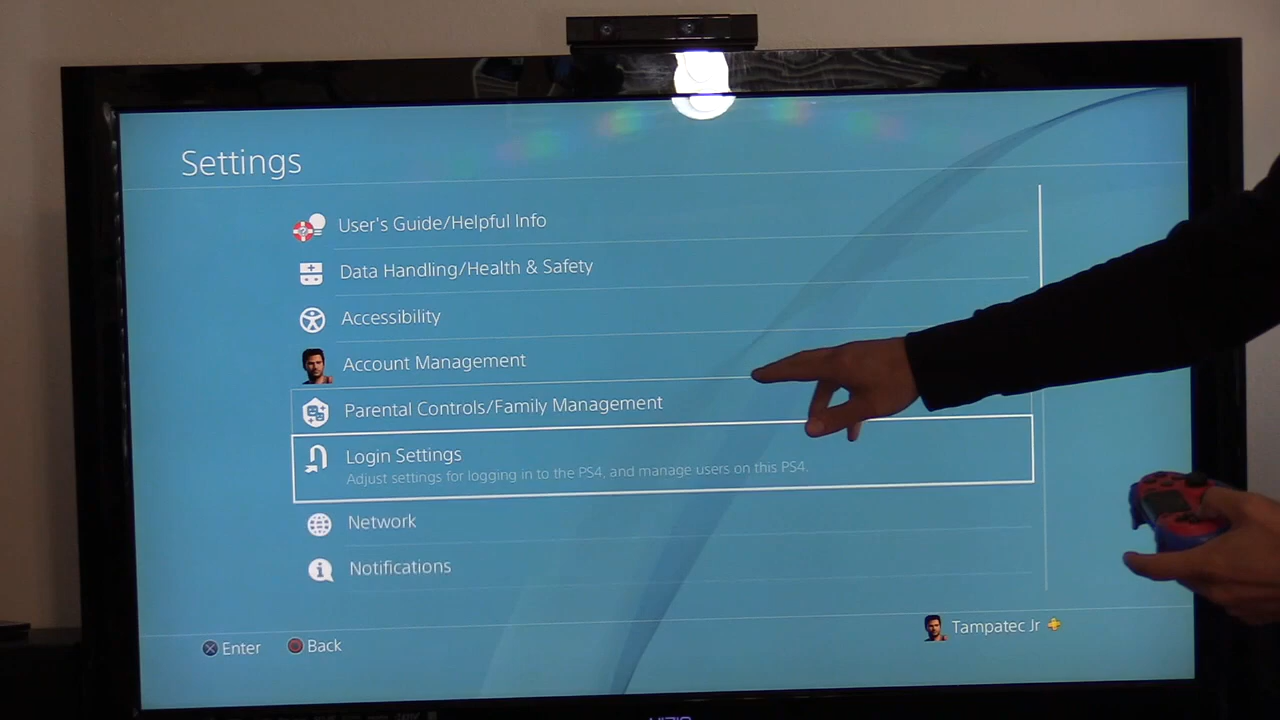 Settings
User's Guide/Helpful Info
Data Handling/Health & Safety
Accessibility
Account Management
Parental Controls/Family Management
Login Settings
Adjust settings for logging in to the PS4, and manage users on this PS4.
Network
Notifications
Enter
Back
Tampatec Jr
VIZIO